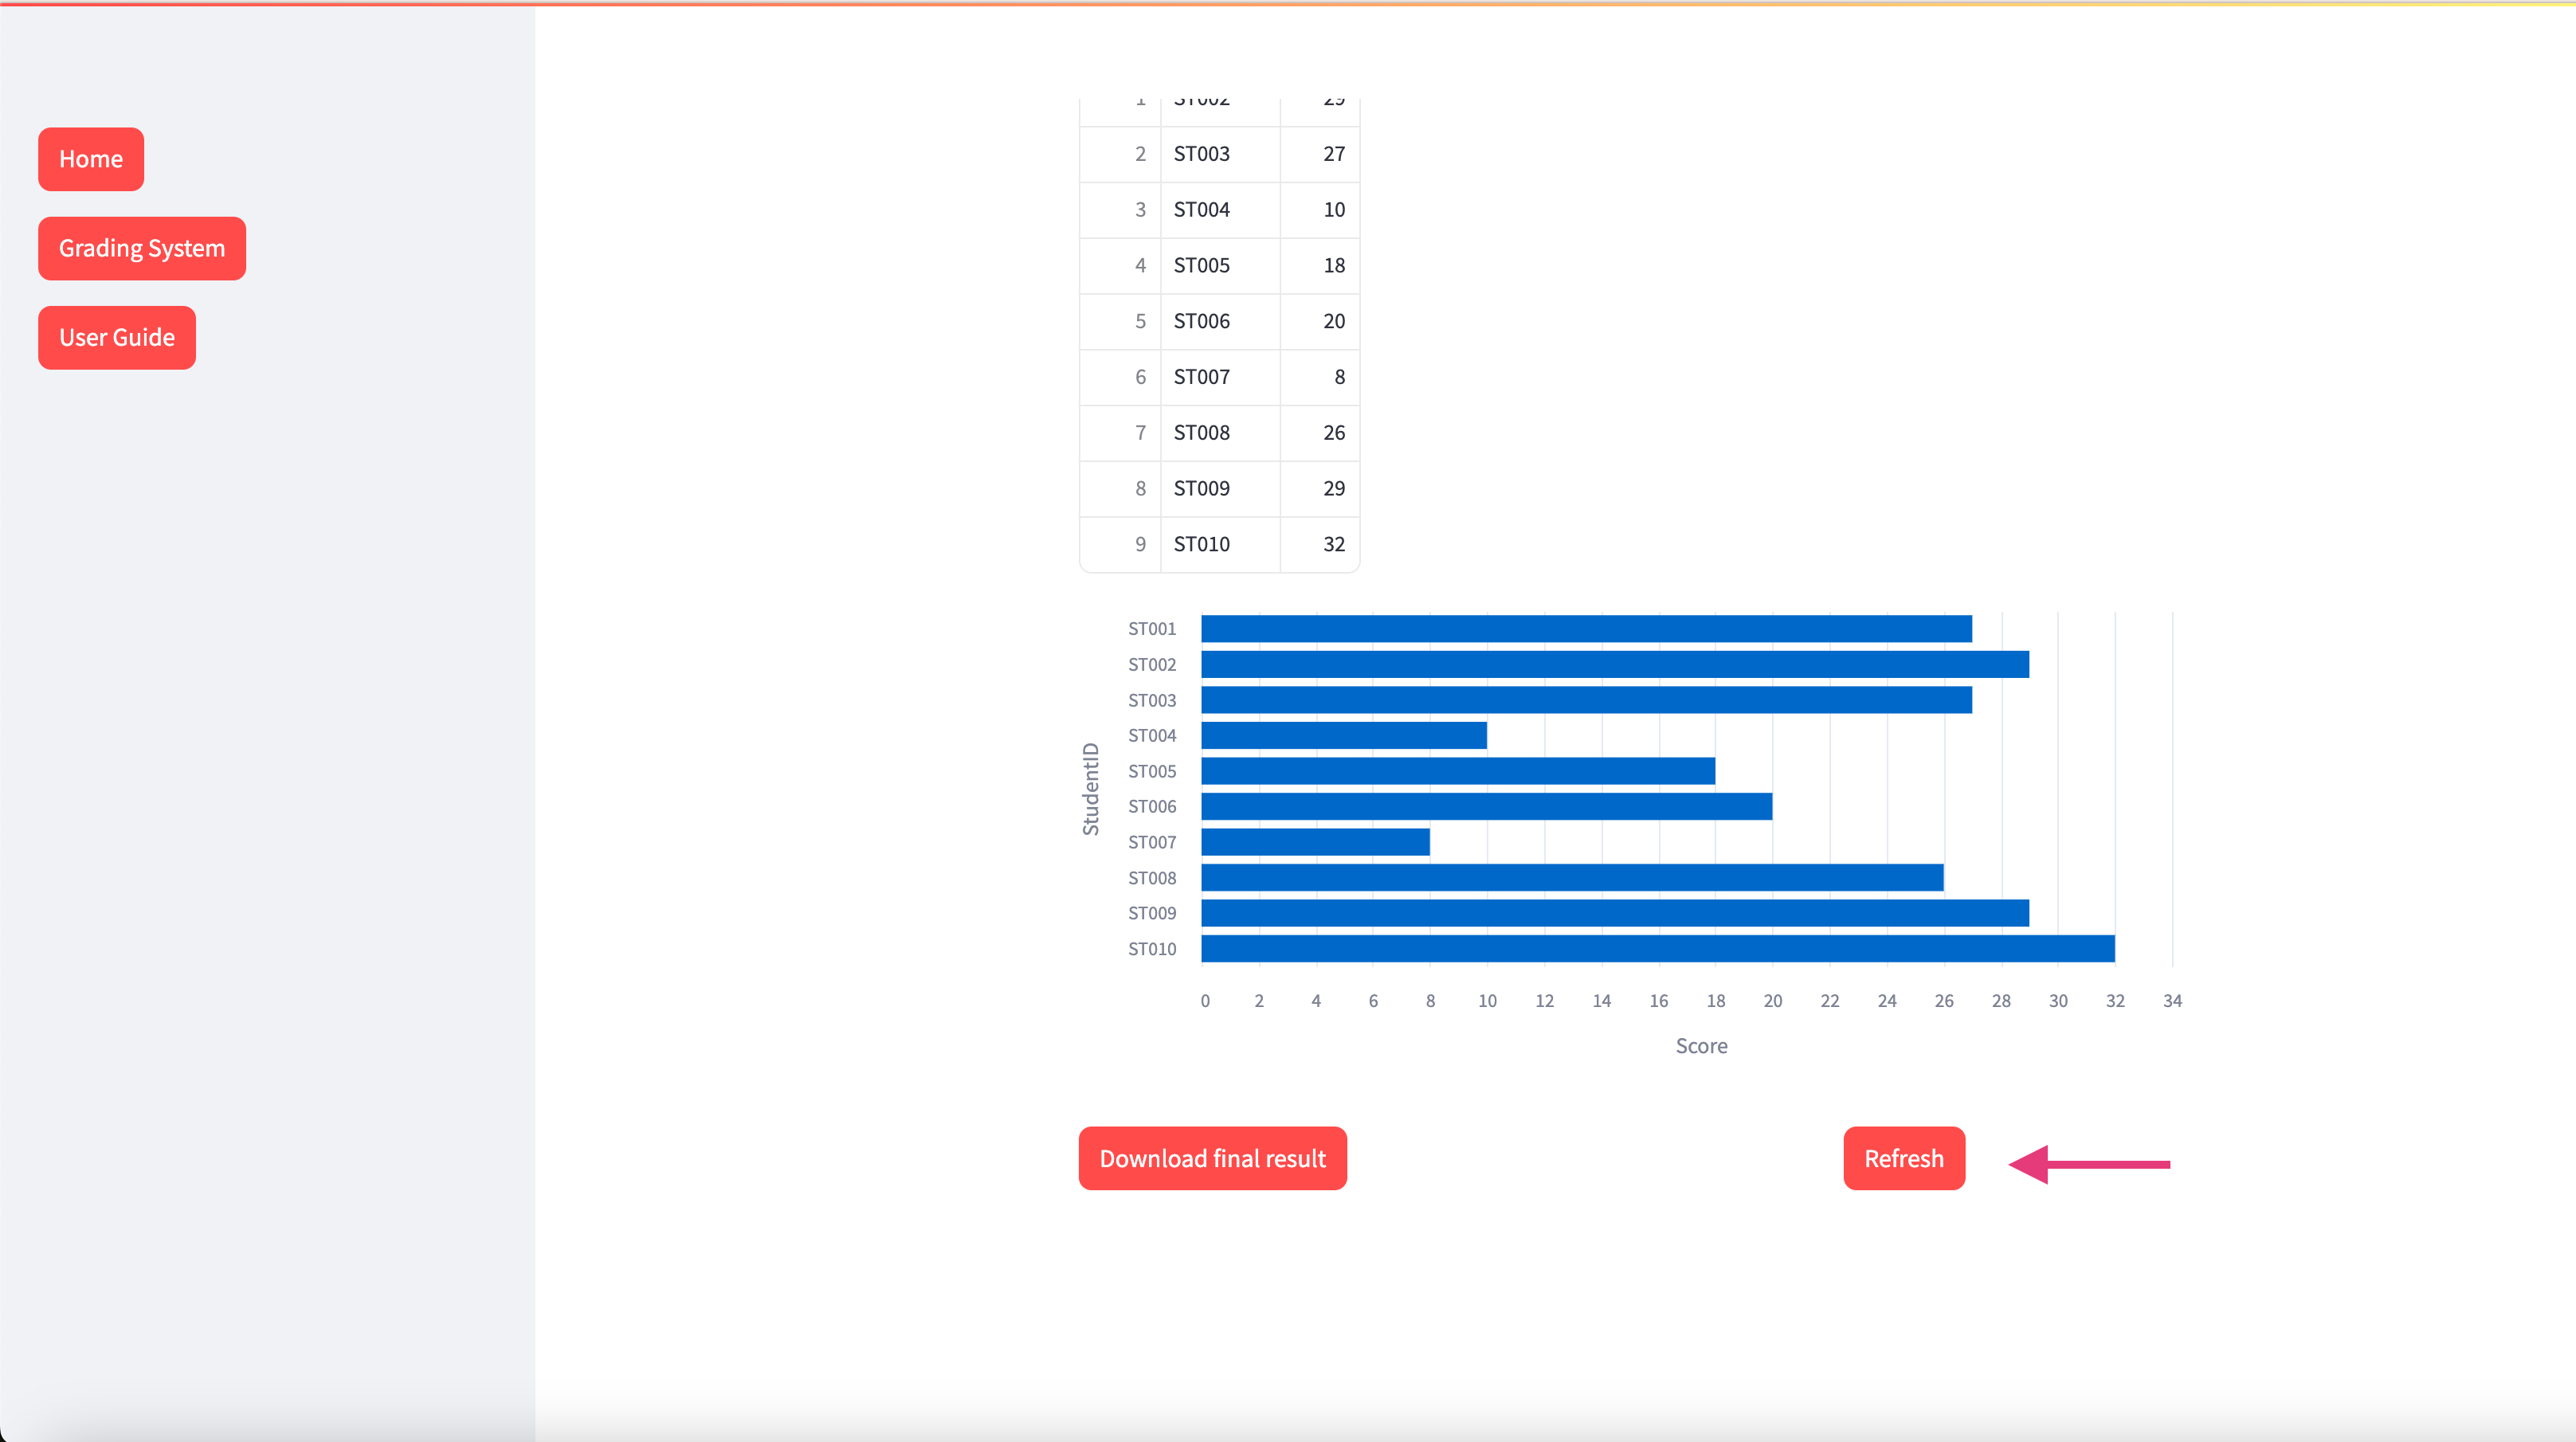 Home
Grading System
User Guide
1 ST002 29
2 ST003 27
3 ST004 10
4 ST005 18
5 ST006 20
6 ST007 8
7 ST008 26
8 ST009 29
9 ST010 32
StudentID
ST001
ST002
ST003
ST004
ST005
ST006
ST007
ST008
ST009
ST010
0 2 4 6 8 10 12 14 16 18 20 22 24 26 28 30 32 34
Score
Download final result
Refresh